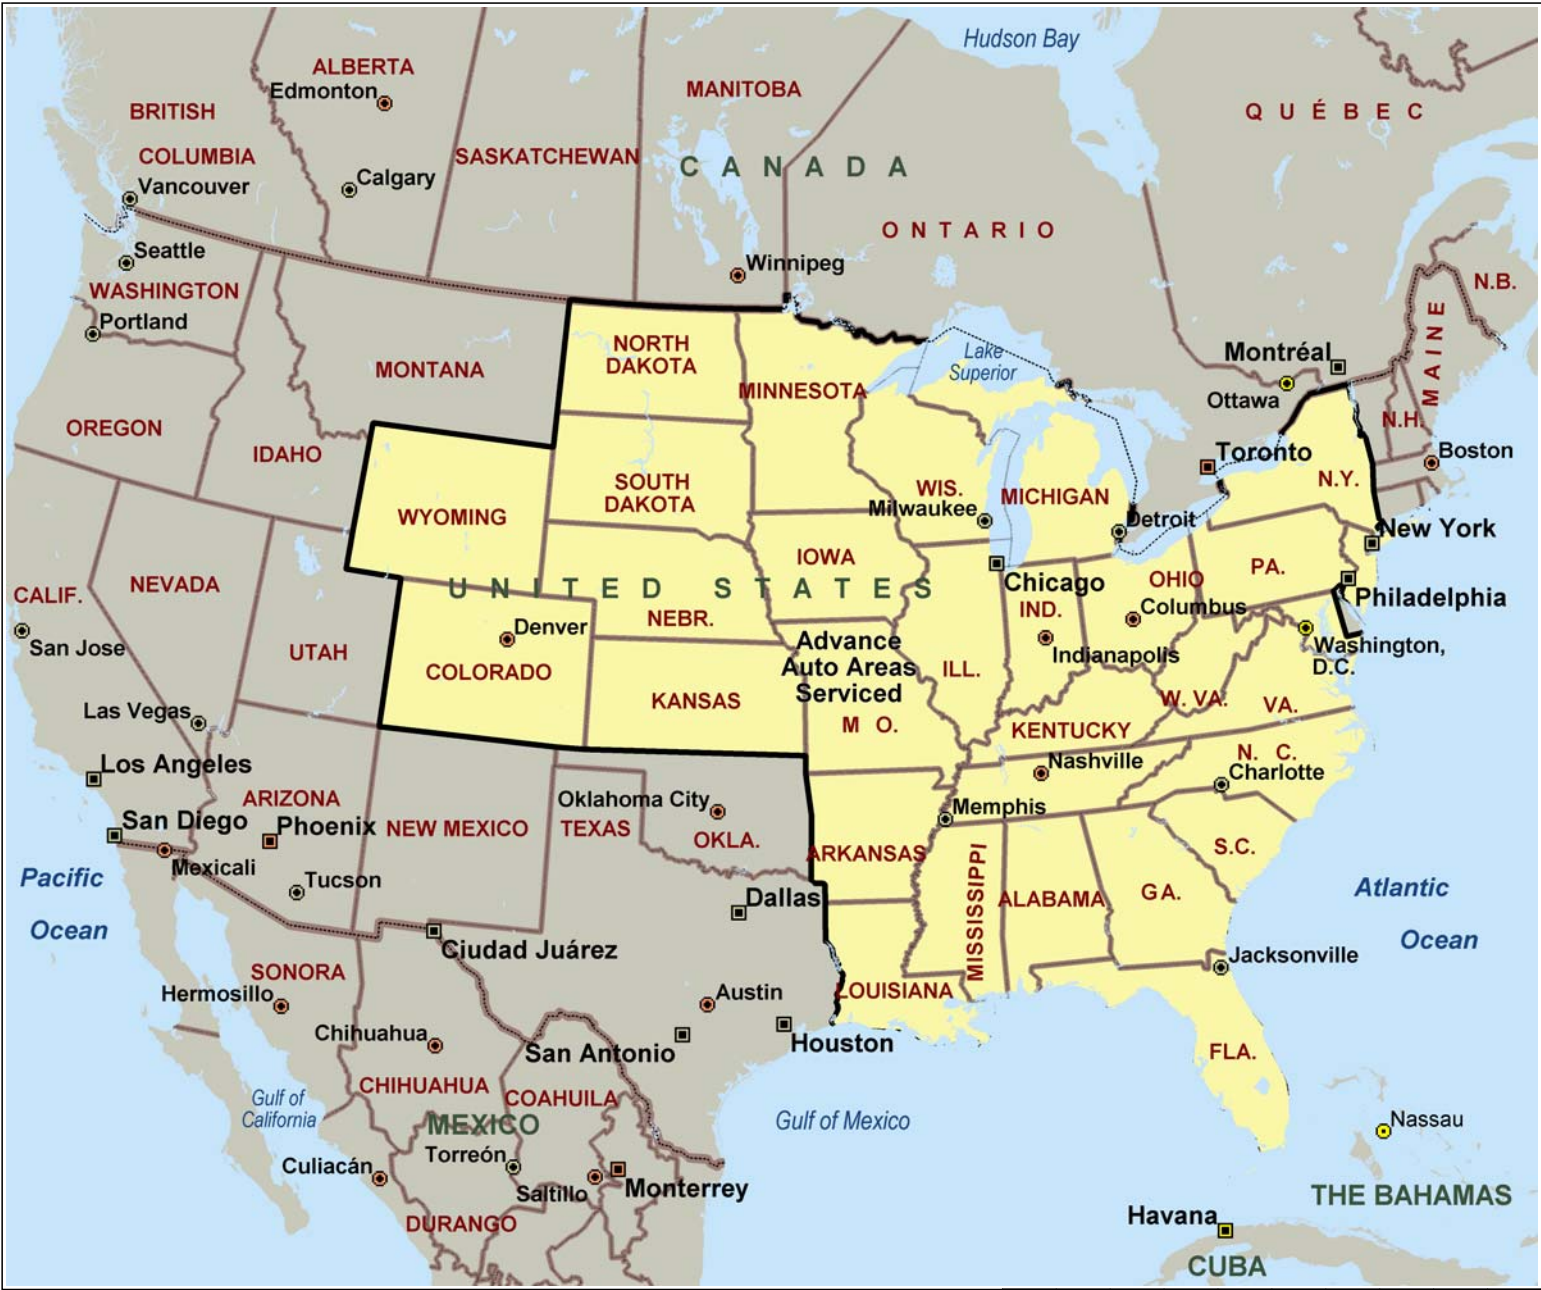 Hudson Bay
ALBERTA
Edmonton
MANITOBA
BRITISH
COLUMBIA
QUÉBEC
SASKATCHEWAN
CANADA
Calgary
Vancouver
ONTARIO
Seattle
Winnipeg
WASHINGTON
N.B.
Portland
NORTH
DAKOTA
Lake
Superior
Montréal
MAINE
MONTANA
MINNESOTA
Ottawa
OREGON
N.H.
IDAHO
Toronto
Boston
SOUTH
DAKOTA
WIS.
MICHIGAN
N.Y.
Milwaukee
WYOMING
Detroit
New York
IOWA
PA.
NEVADA
UNITED STATES
Chicago
OHIO
CALIF.
IND.
Columbus
Philadelphia
NEBR.
Denver
San Jose
UTAH
Advance
Auto Areas
Serviced
Indianapolis
Washington,
D.C.
COLORADO
ILL.
KANSAS
W. VA.
VA.
Las Vegas
MO.
KENTUCKY
Los Angeles
Nashville
N. C.
Charlotte
ARIZONA
Oklahoma City
Memphis
San Diego
Phoenix
NEW MEXICO
TEXAS
OKLA.
S.C.
ARKANSAS
Mexicali
Pacific
Ocean
Tucson
Dallas
MISSISSIPPI
ALABAMA
GA.
Atlantic
Ocean
Ciudad Juárez
Jacksonville
SONORA
Hermosillo
Austin
LOUISIANA
Chihuahua
San Antonio
Houston
FLA.
CHIHUAHUA
COAHUILA
Gulf of
California
MEXICO
Gulf of Mexico
Nassau
Torreón
Culiacán
Saltillo
Monterrey
THE BAHAMAS
DURANGO
Havana
CUBA